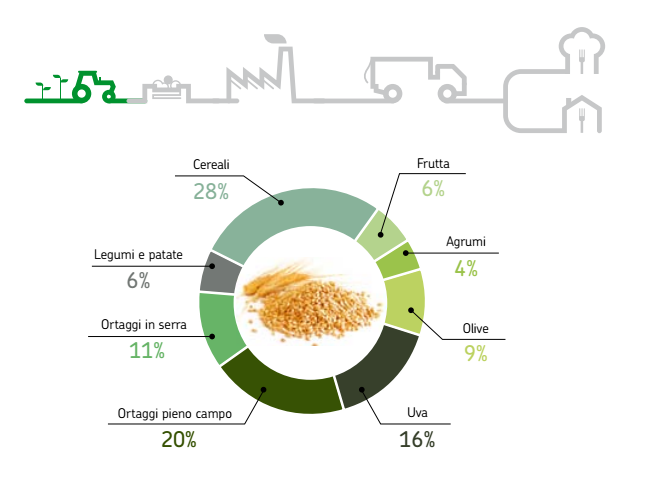 Cereali
28%
Frutta
6%
Agrumi
4%
Legumi e patate
6%
Ortaggi in serra
11%
Olive
9%
Ortaggi pieno campo
20%
Uva
16%